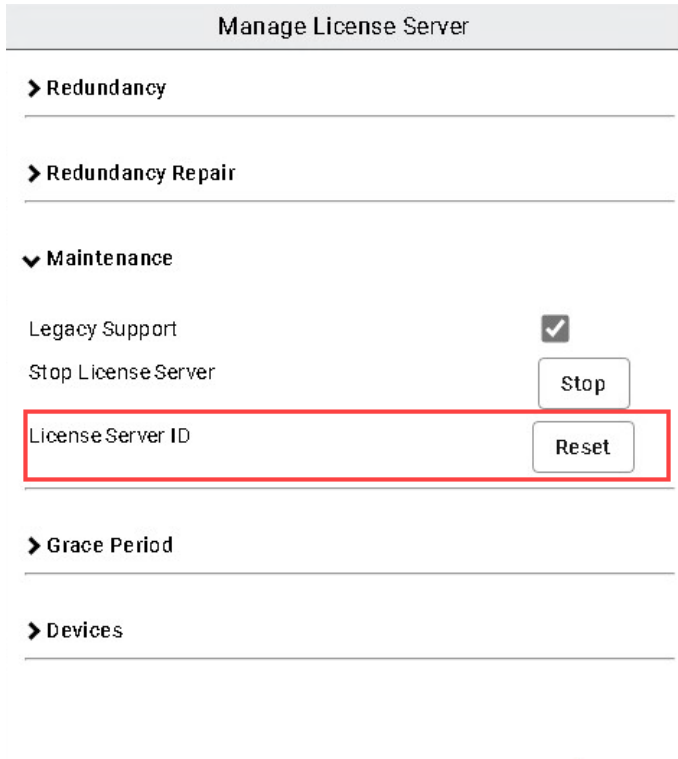 Manage License Server
Redundancy
Redundancy Repair
Maintenance
Legacy Support
Stop License Server
Stop
License Server ID
Reset
Grace Period
Devices